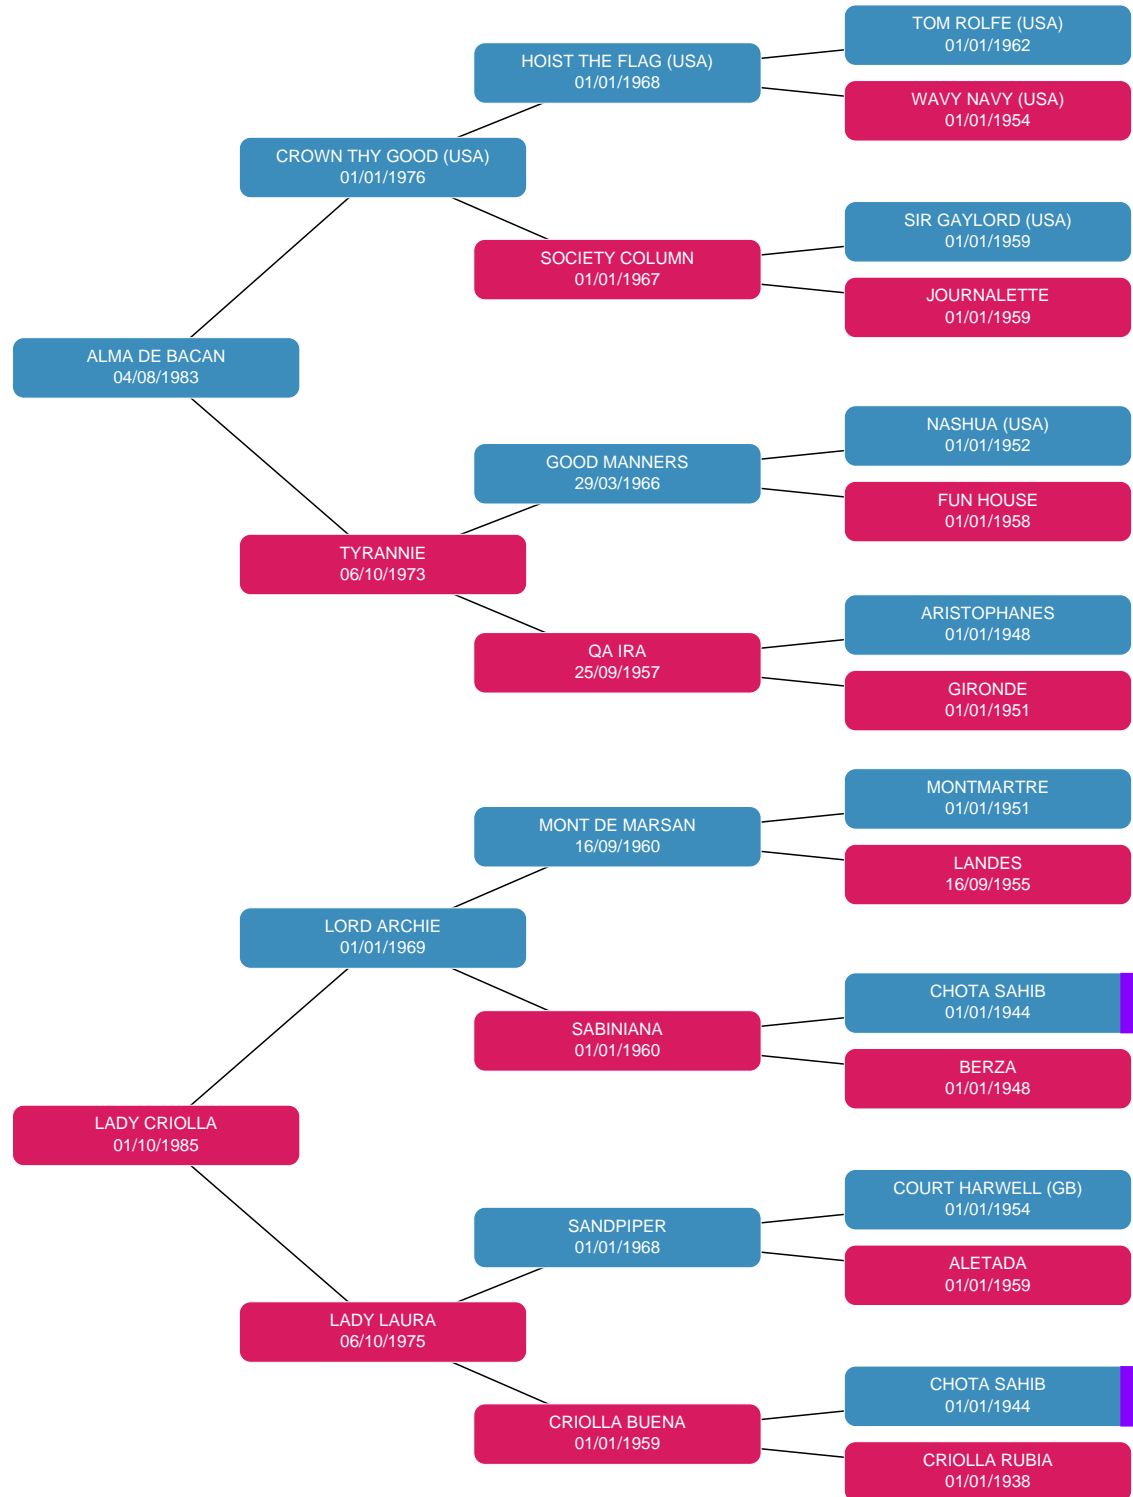 TOM ROLFE (USA)
01/01/1962
HOIST THE FLAG (USA)
01/01/1968
WAVY NAVY (USA)
01/01/1954
CROWN THY GOOD (USA)
01/01/1976
SIR GAYLORD (USA)
01/01/1959
SOCIETY COLUMN
01/01/1967
JOURNALETTE
01/01/1959
ALMA DE BACAN
04/08/1983
NASHUA (USA)
01/01/1952
GOOD MANNERS
29/03/1966
FUN HOUSE
01/01/1958
TYRANNIE
06/10/1973
ARISTOPHANES
01/01/1948
QA IRA
25/09/1957
GIRONDE
01/01/1951
MONTMARTRE
01/01/1951
MONT DE MARSAN
16/09/1960
LANDES
16/09/1955
LORD ARCHIE
01/01/1969
CHOTA SAHIB
01/01/1944
SABINIANA
01/01/1960
BERZA
01/01/1948
LADY CRIOLLA
01/10/1985
COURT HARWELL (GB)
01/01/1954
SANDPIPER
01/01/1968
ALETADA
01/01/1959
LADY LAURA
06/10/1975
CHOTA SAHIB
01/01/1944
CRIOLLA BUENA
01/01/1959
CRIOLLA RUBIA
01/01/1938